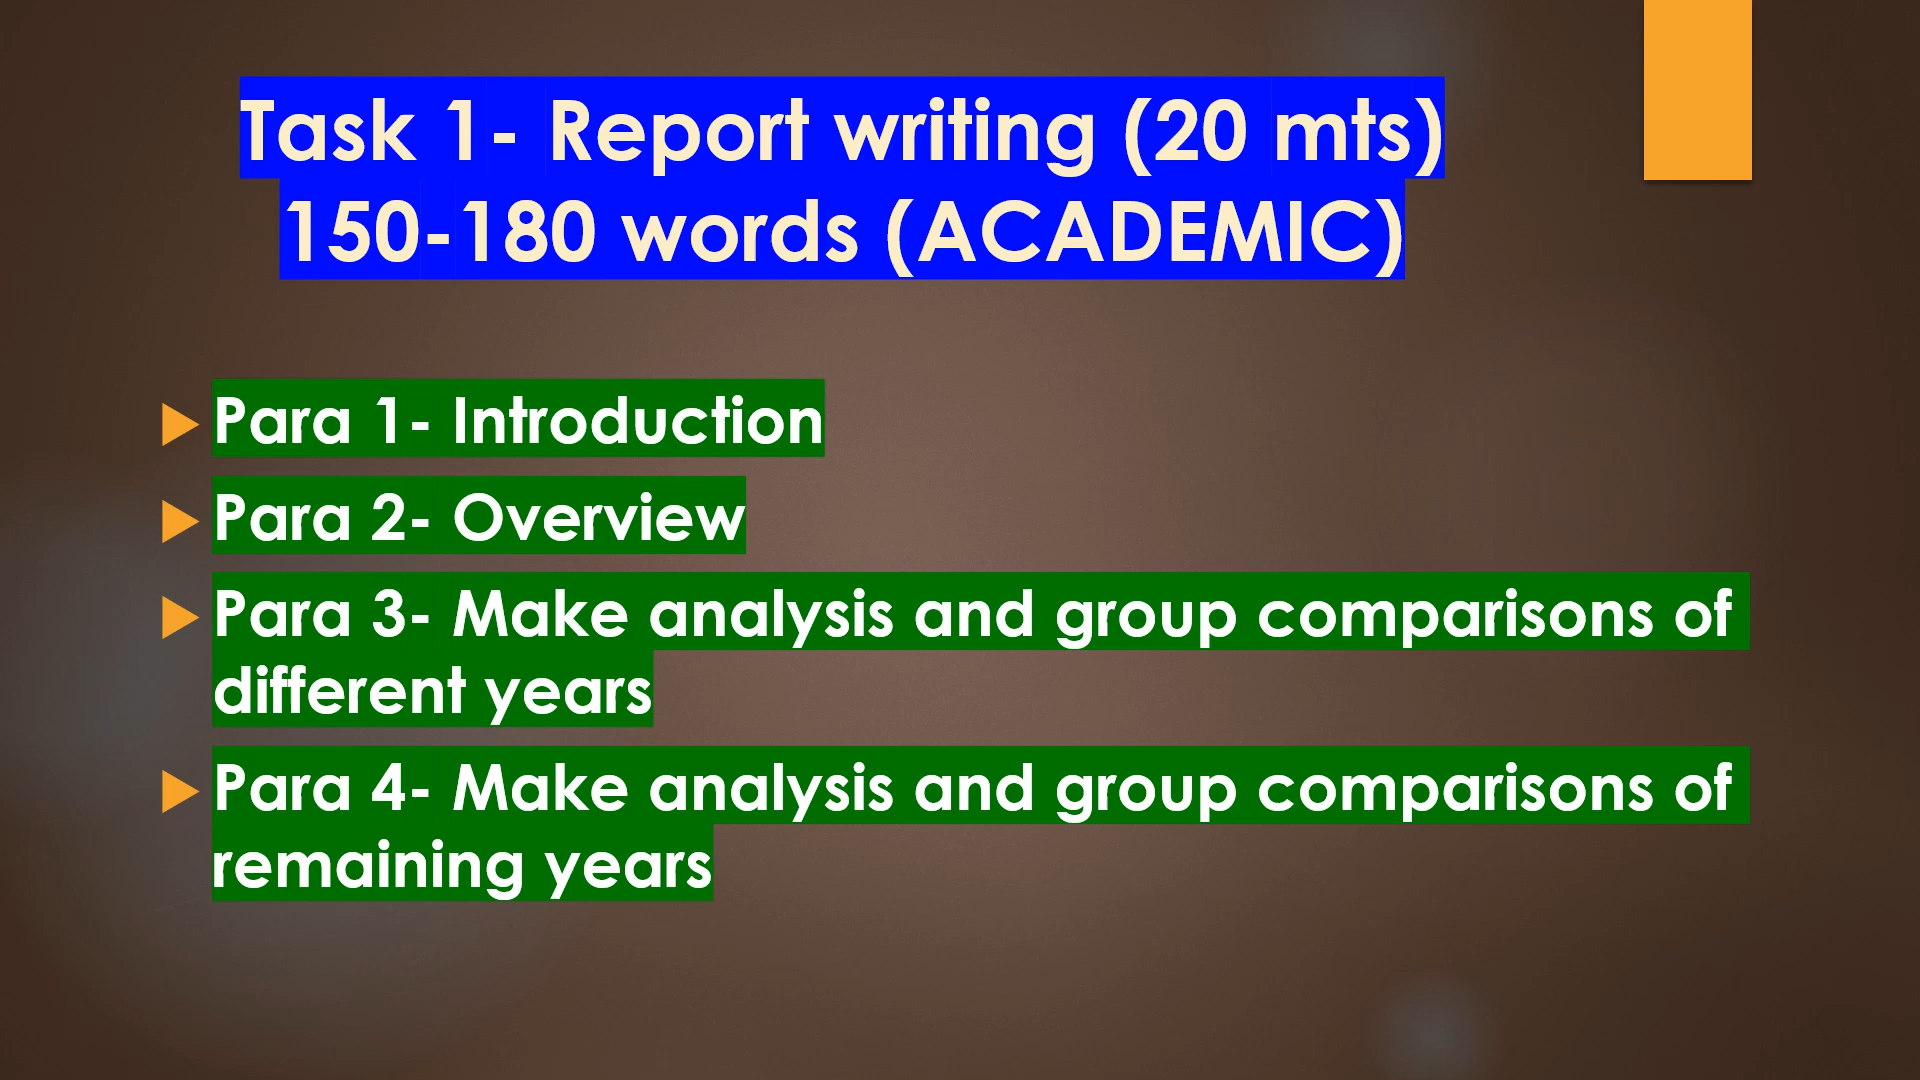 Task 1- Report writing (20 mts)
150-180 words (ACADEMIC)
Para 1- Introduction
Para 2- Overview
Para 3- Make analysis and group comparisons of
different years
Para 4- Make analysis and group comparisons of
remaining years